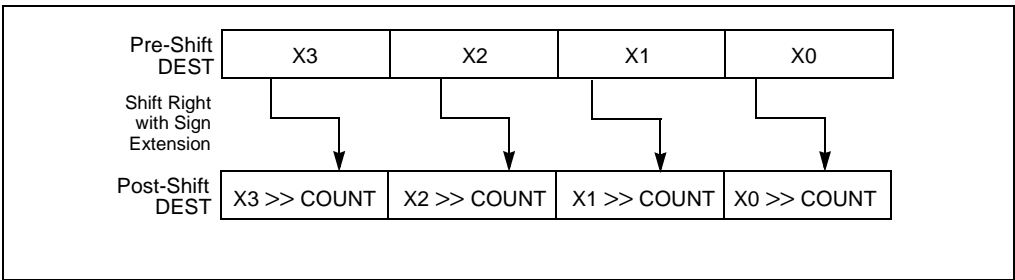 Pre-Shift
DEST
X3 X2 X1 X0
Shift Right
with Sign
Extension
Post-Shift
DEST
X3 >> COUNT X2 >> COUNT X1 >> COUNT X0 >> COUNT